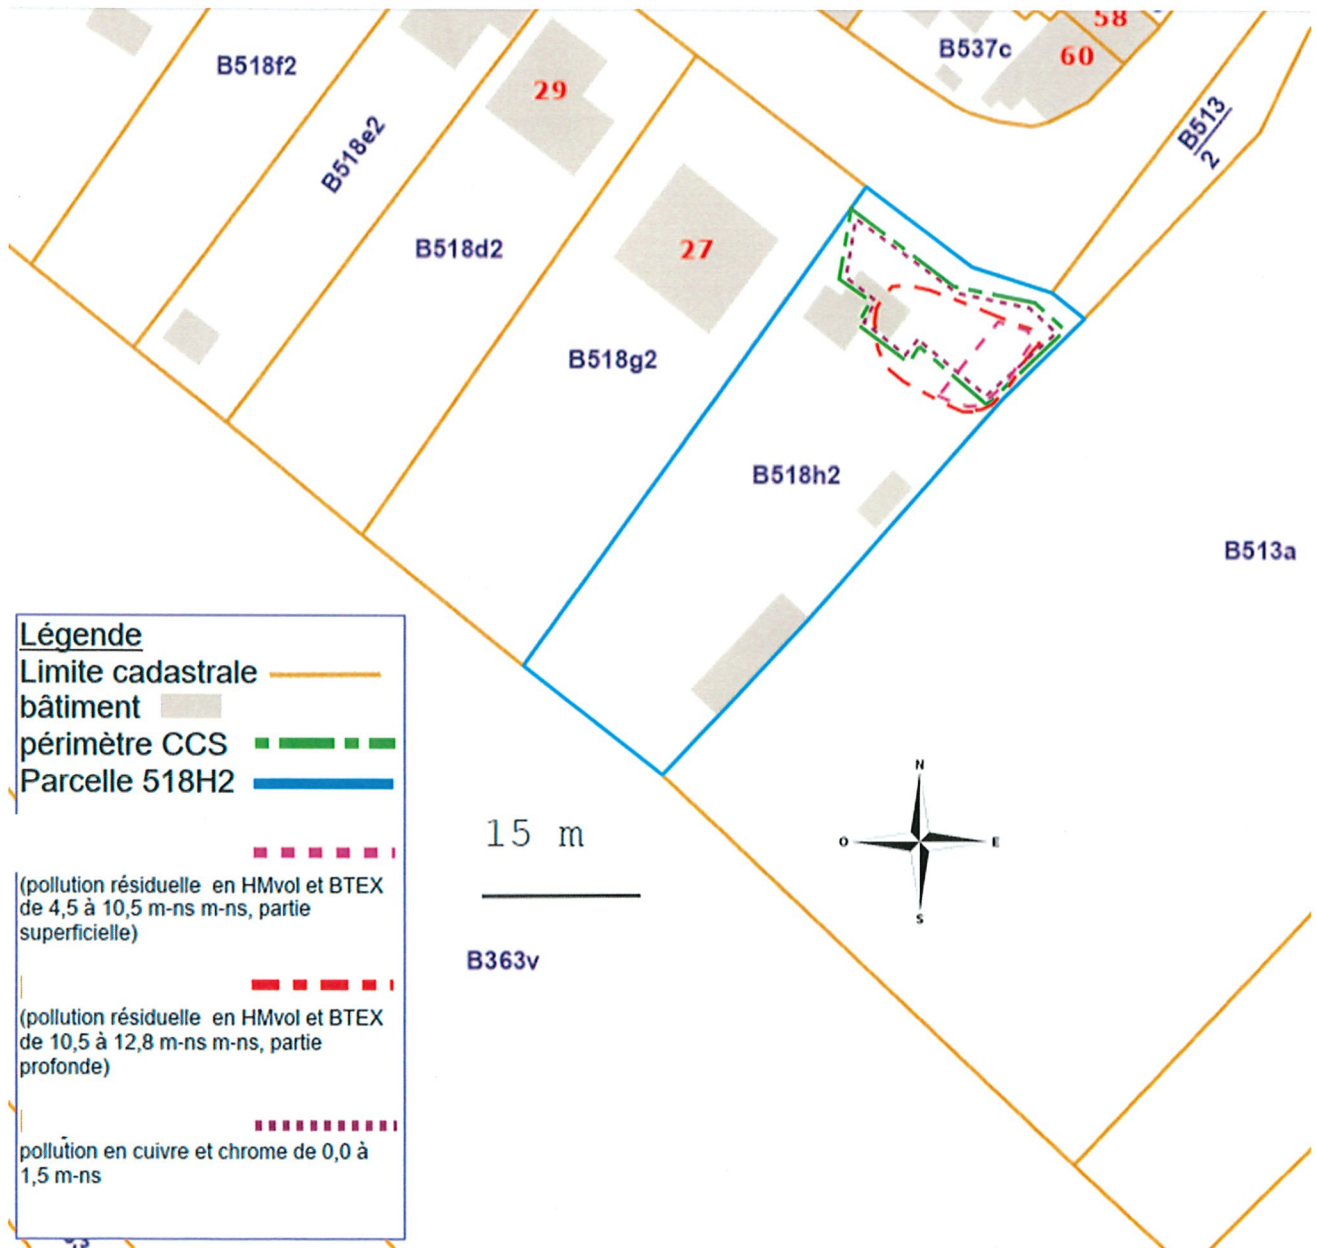 58
B537c
60
B518f2
29
B513
2
B518e2
B518d2
27
B518g2
B518h2
B513a
Légende
Limite cadastrale
bâtiment
périmètre CCS
Parcelle 518H2
(pollution résiduelle en HMvol et BTEX
de 4,5 à 10,5 m-ns m-ns, partie
superficielle)
(pollution résiduelle en HMvol et BTEX
de 10,5 à 12,8 m-ns m-ns, partie
profonde)
pollution en cuivre et chrome de 0,0 à
1,5 m-ns
15 m
B363v
N
O
E
S